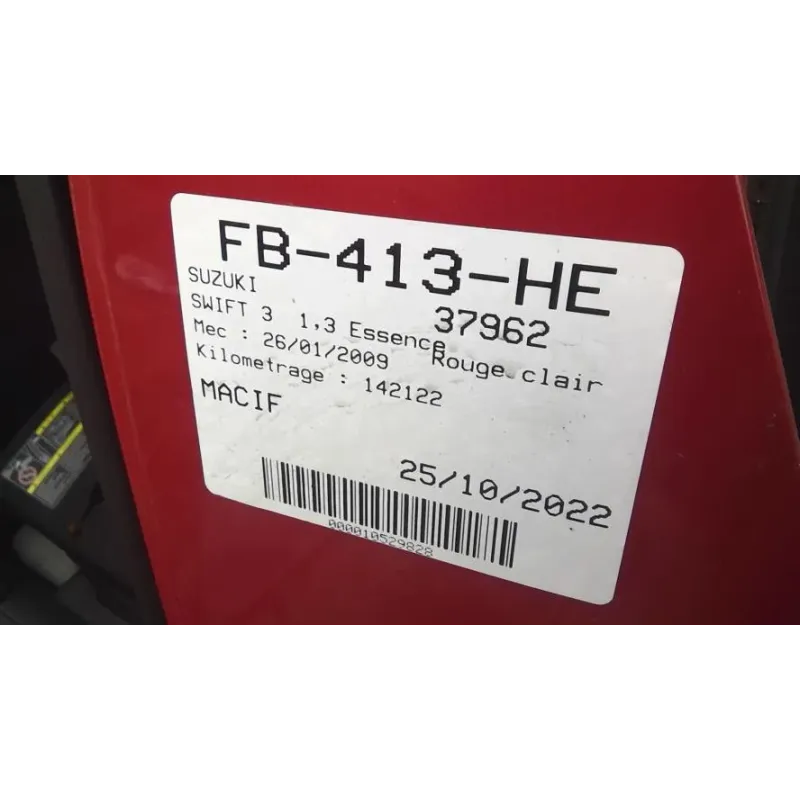 FB-413-HE
SUZUKI
37962
SWIFT 3 1,3 Essence
Rouge clair
Mec : 26/01/2009
Kilometrage : 142122
MACIF
25/10/2022
000010529828